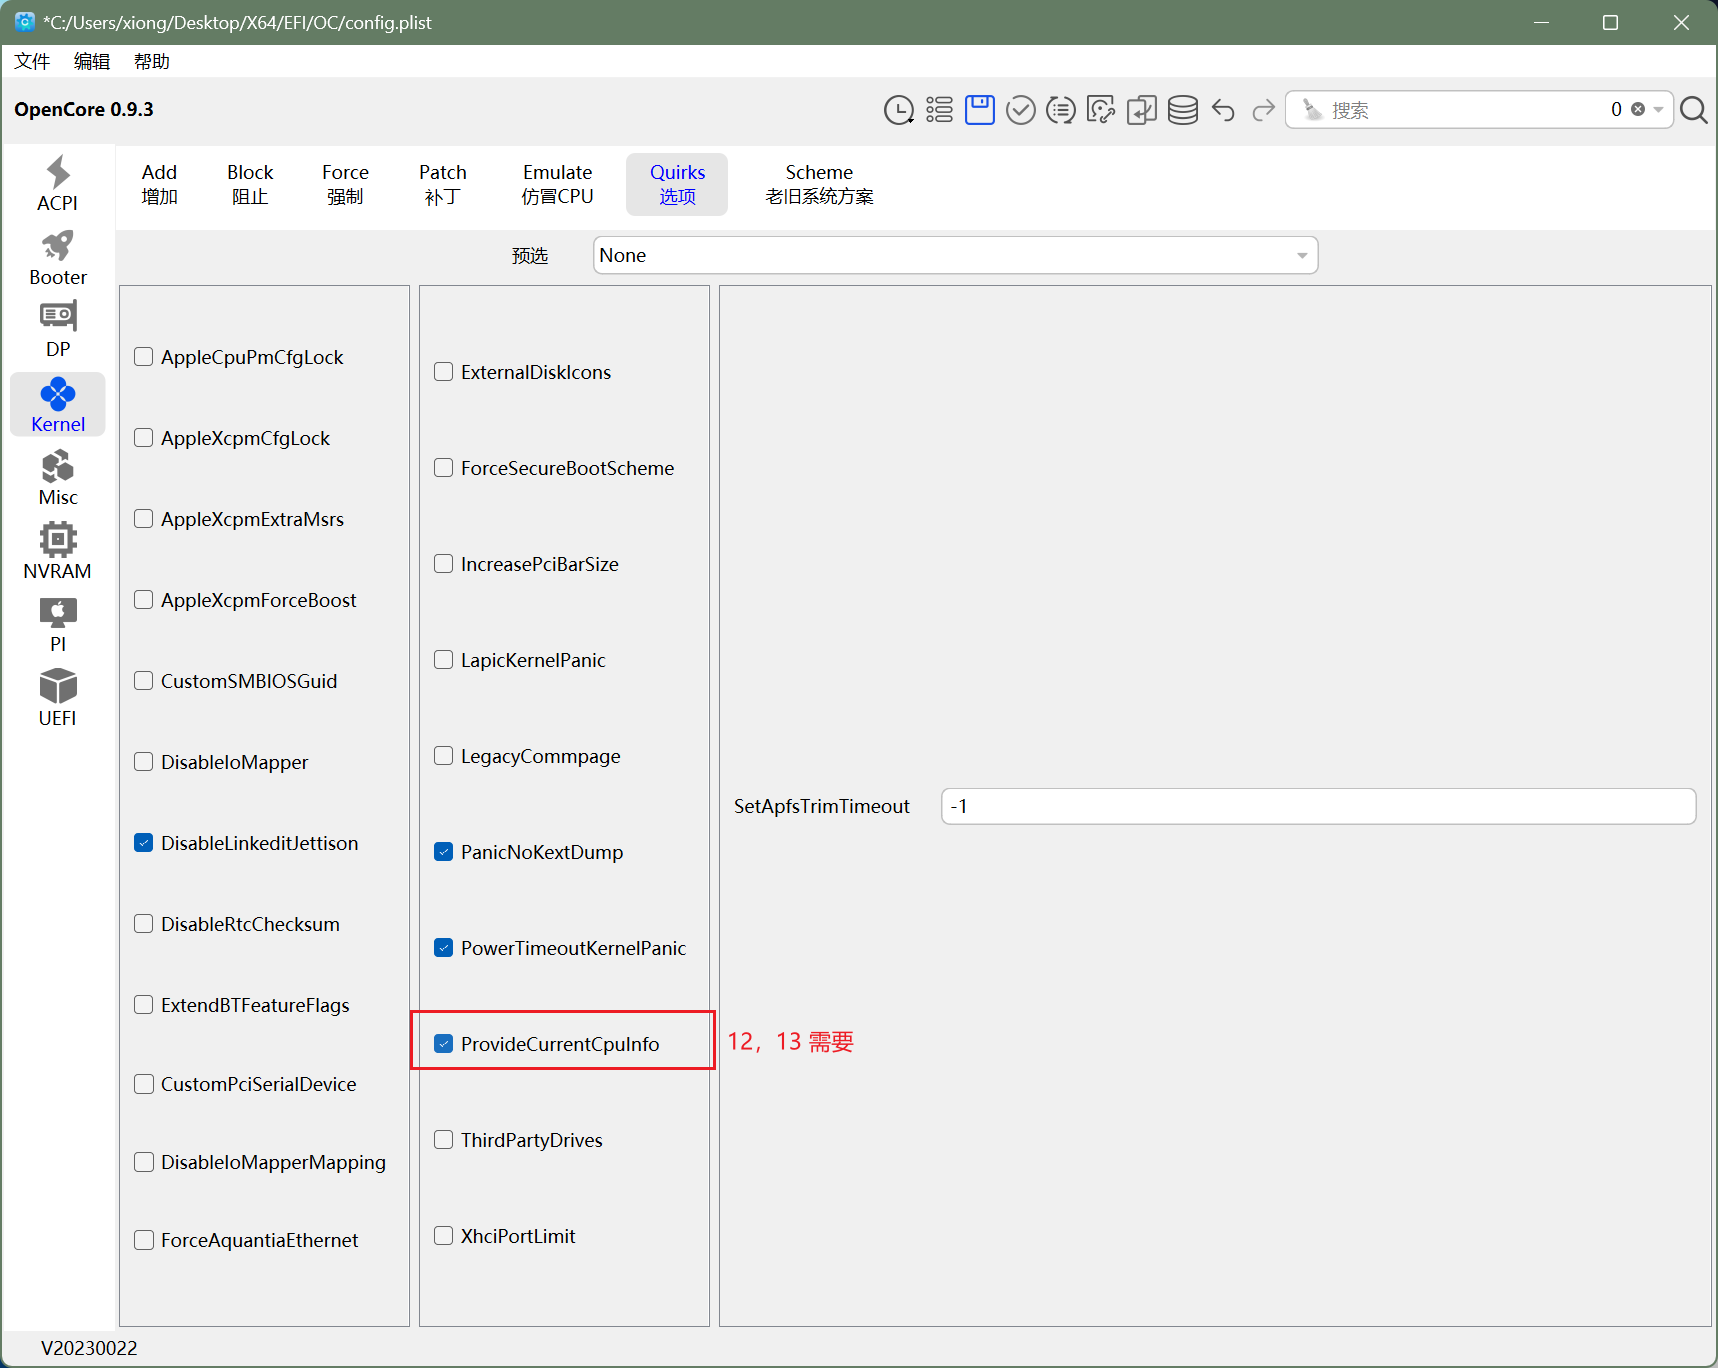 *C:/Users/xiong/Desktop/X64/EFI/OC/config.plist
文件 编辑 帮助
OpenCore 0.9.3
搜索 0
ACPI
Booter
DP
Kernel
Misc
NVRAM
PI
UEFI
Add Block Force Patch Emulate Quirks Scheme
增加 阻止 强制 补丁 仿冒CPU 选项 老旧系统方案
预选 None
AppleCpuPmCfgLock
AppleXcpmCfgLock
AppleXcpmExtraMsrs
AppleXcpmForceBoost
CustomSMBIOSGuid
DisableIoMapper
DisableLinkeditJettison
DisableRtcChecksum
ExtendBTFeatureFlags
CustomPciSerialDevice
DisableIoMapperMapping
ForceAquantiaEthernet
ExternalDiskIcons
ForceSecureBootScheme
IncreasePciBarSize
LapicKernelPanic
LegacyCommpage
PanicNoKextDump
PowerTimeoutKernelPanic
ProvideCurrentCpuInfo
12，13 需要
ThirdPartyDrives
XhciPortLimit
SetApfsTrimTimeout -1
V20230022